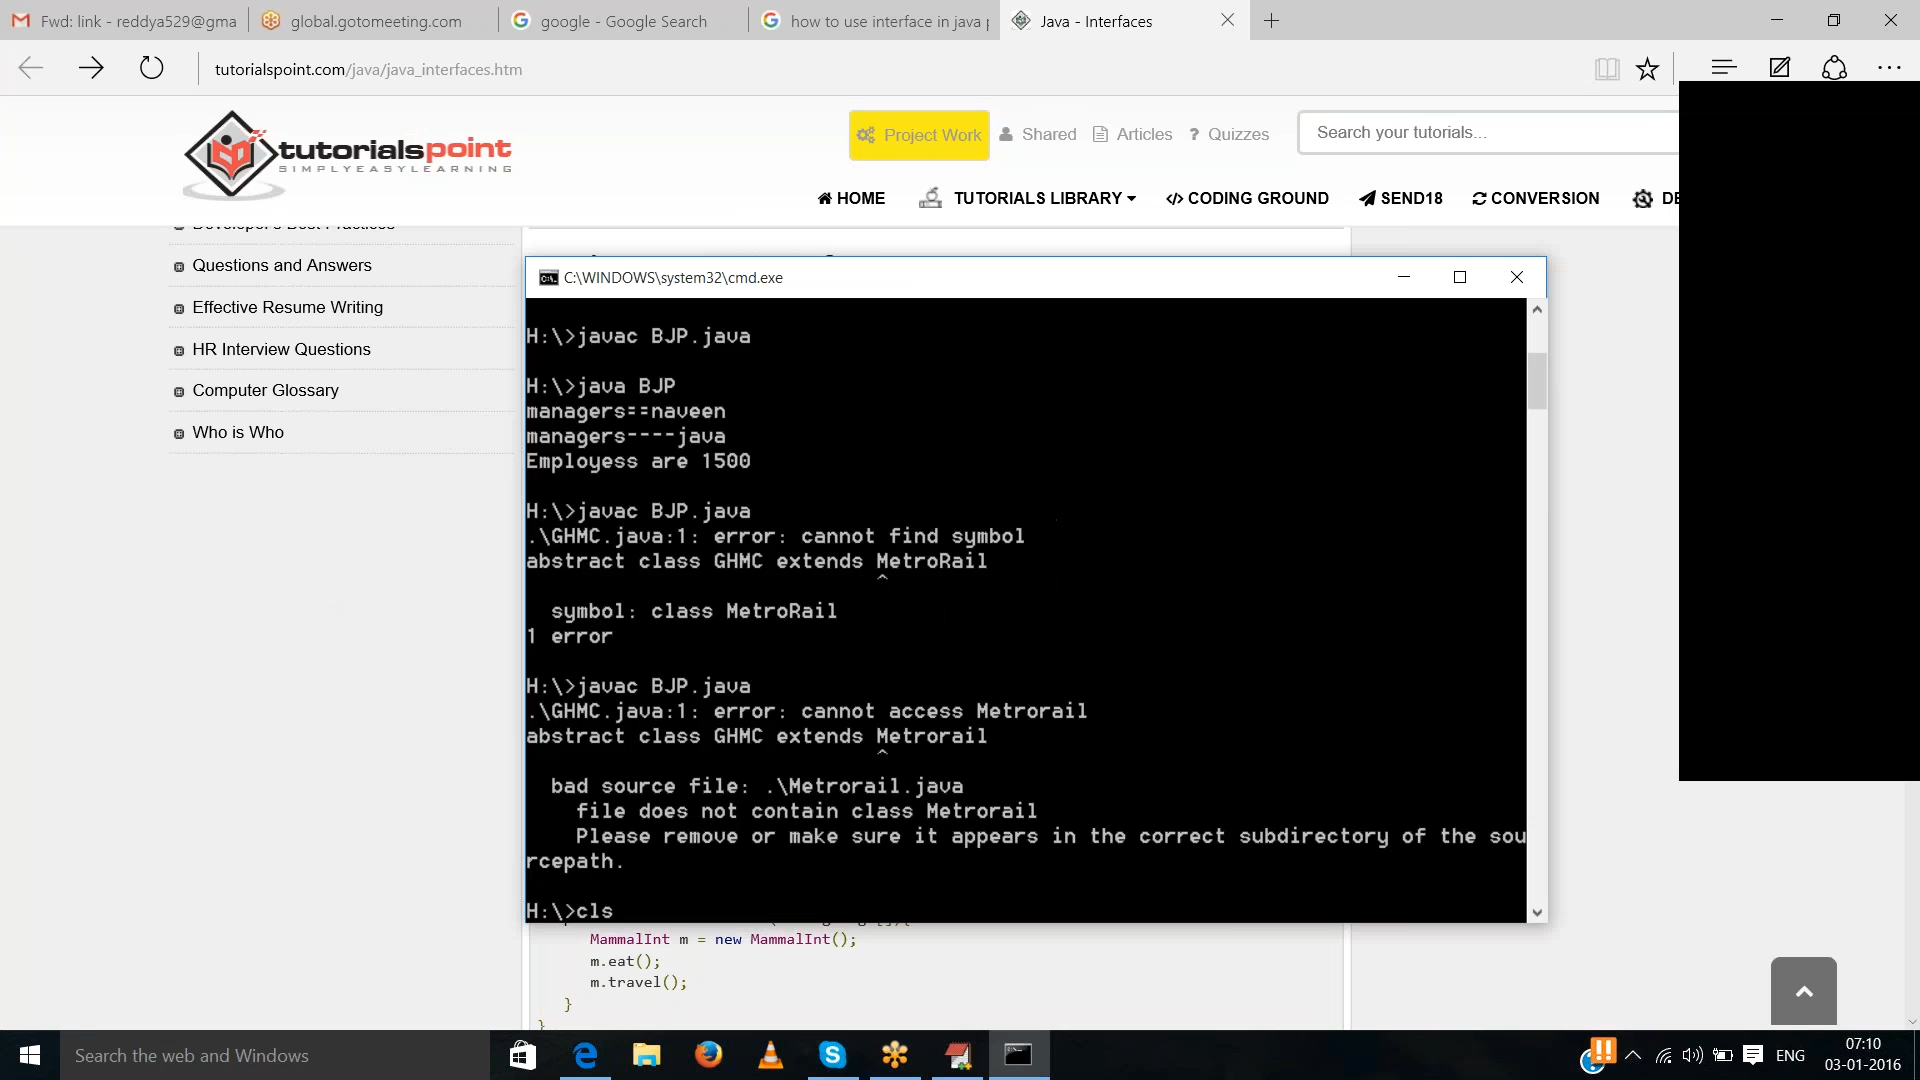 Fwd: link - reddya529@gma
global.gotomeeting.com
google - Google Search
how to use interface in java p
Java - Interfaces
tutorialspoint.com/java/java_interfaces.htm
tutorialspoint
SIMPLYEASYLEARNING
Project Work
Shared
Articles
? Quizzes
Search your tutorials...
HOME
TUTORIALS LIBRARY
CODING GROUND
SEND18
CONVERSION
Developer's Best Practices
Questions and Answers
Effective Resume Writing
HR Interview Questions
Computer Glossary
Who is Who
C:\WINDOWS\system32\cmd.exe
H:\>javac BJP.java
H:\>java BJP
managers==naveen
managers----java
Employess are 1500
H:\>javac BJP.java
.\GHMC.java:1: error: cannot find symbol
abstract class GHMC extends MetroRail
^
symbol: class MetroRail
1 error
H:\>javac BJP.java
.\GHMC.java:1: error: cannot access Metrorail
abstract class GHMC extends Metrorail
^
bad source file: .\Metrorail.java
file does not contain class Metrorail
Please remove or make sure it appears in the correct subdirectory of the sou
rcepath.
H:\>cls
MammalInt m = new MammalInt();
m.eat();
m.travel();
}
}
Search the web and Windows
ENG
07:10
03-01-2016